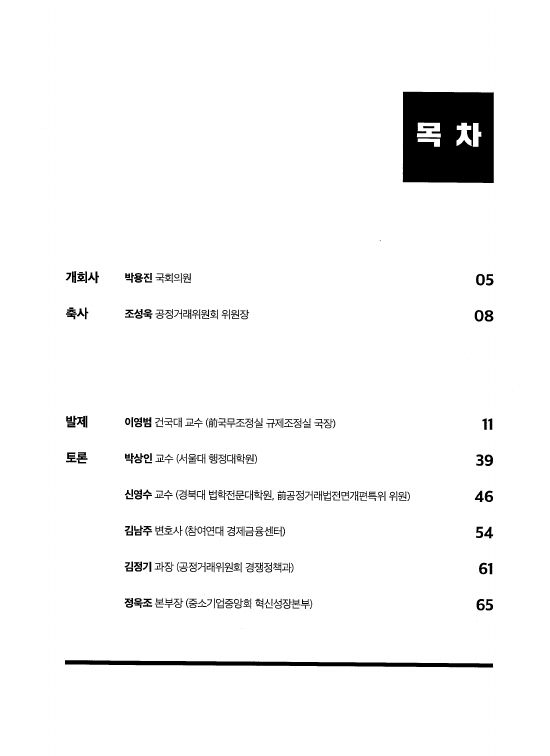 목 차
개회사 박용진 국회의원 05
축사 조성욱 공정거래위원회 위원장 08
발제 이영범 건국대 교수 (前국무조정실 규제조정실 국장) 11
토론 박상인 교수 (서울대 행정대학원) 39
신영수 교수 (경북대 법학전문대학원, 前공정거래법전면개편특위 위원) 46
김남주 변호사 (참여연대 경제금융센터) 54
김정기 과장 (공정거래위원회 경쟁정책과) 61
정욱조 본부장 (중소기업중앙회 혁신성장본부) 65